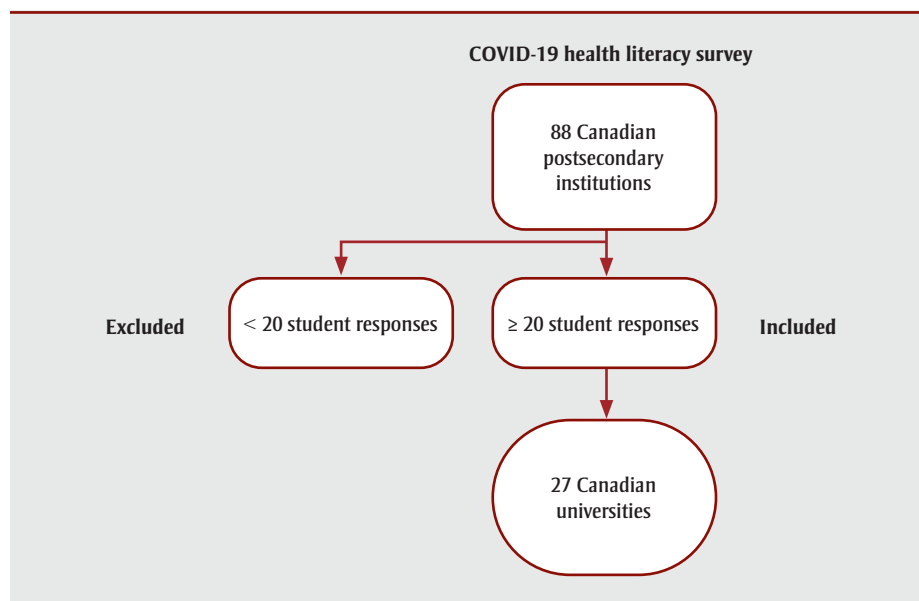 COVID-19 health literacy survey
88 Canadian
postsecondary
institutions
Excluded
< 20 student responses
≥ 20 student responses
Included
27 Canadian
universities